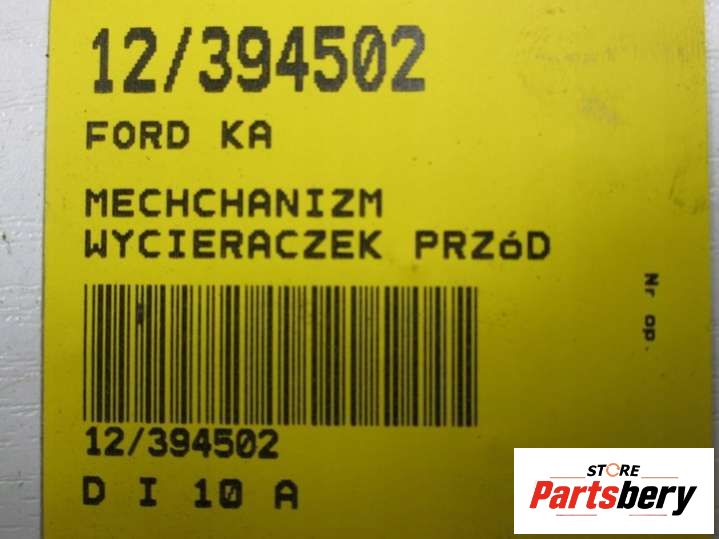 12/394502
FORD KA
MECHCHANIZM
WYCIERACZEK PRZóD
Nr op.
12/394502
D I 10 A
STORE
Partsbery